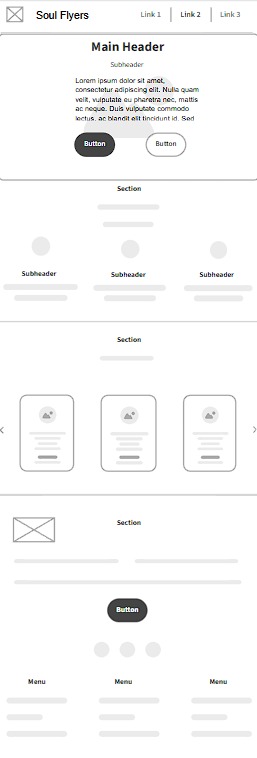 Soul Flyers
Link 1
Link 2
Link 3
Main Header
Subheader
Lorem ipsum dolor sit amet,
consectetur adipiscing elit. Nulla quam
velit, vulputate eu pharetra nec, mattis
ac neque. Duis vulputate commodo
lectus, ac blandit elit tincidunt id. Sed
Button
Button
Section
Subheader
Subheader
Subheader
Section
Section
Button
Menu
Menu
Menu